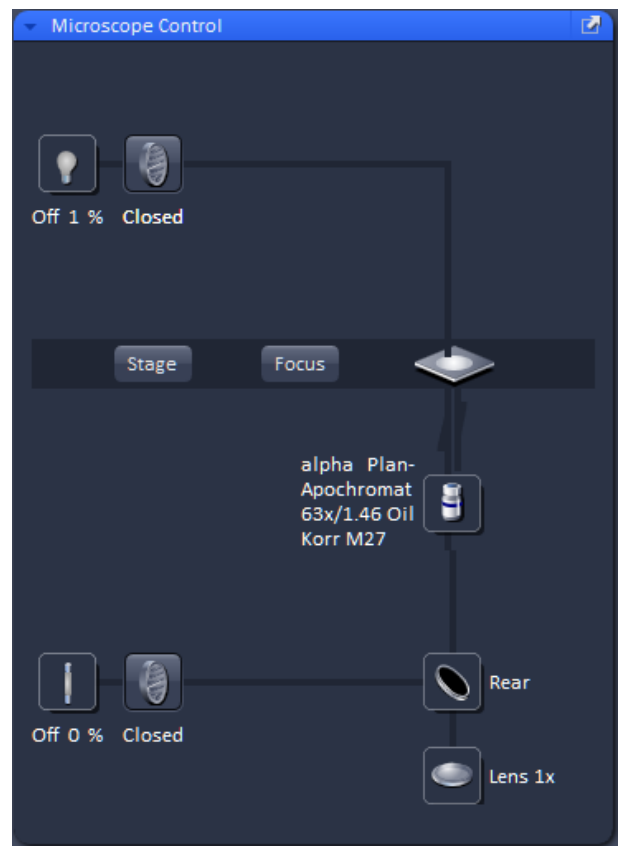 Microscope Control
Off 1 % Closed
Stage Focus
alpha Plan-
Apochromat
63x/1.46 Oil
Korr M27
Rear
Off 0 % Closed
Lens 1x